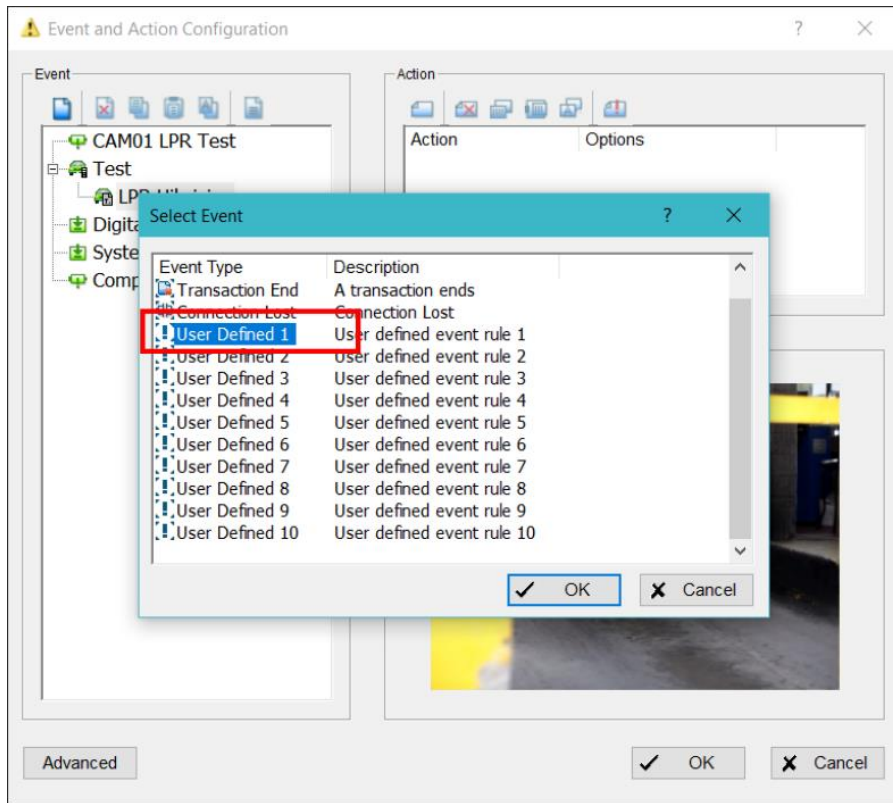 Event and Action Configuration
Event
Action
CAM01 LPR Test
Action Options
Test
LPR
Select Event
Event Type Description
Transaction End A transaction ends
Connection Lost Connection Lost
User Defined 1 User defined event rule 1
User Defined 2 User defined event rule 2
User Defined 3 User defined event rule 3
User Defined 4 User defined event rule 4
User Defined 5 User defined event rule 5
User Defined 6 User defined event rule 6
User Defined 7 User defined event rule 7
User Defined 8 User defined event rule 8
User Defined 9 User defined event rule 9
User Defined 10 User defined event rule 10
Digita
Syste
Comp
OK Cancel
Advanced OK Cancel